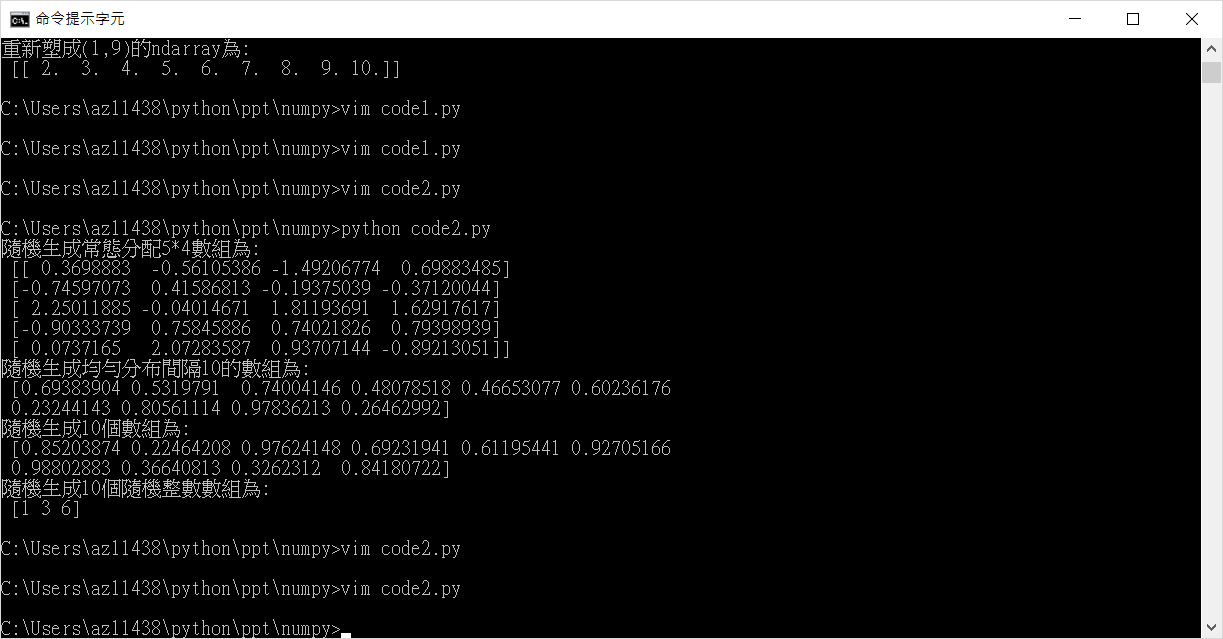 命令提示字元
重新塑成(1,9)的ndarray為:
[[ 2.  3.  4.  5.  6.  7.  8.  9. 10.]]
C:\Users\az11438\python\ppt\numpy>vim code1.py
C:\Users\az11438\python\ppt\numpy>vim code1.py
C:\Users\az11438\python\ppt\numpy>vim code2.py
C:\Users\az11438\python\ppt\numpy>python code2.py
隨機生成常態分配5*4數組為:
[[ 0.3698883  -0.56105386 -1.49206774  0.69883485]
[-0.74597073  0.41586813 -0.19375039 -0.37120044]
[ 2.25011885 -0.04014671  1.81193691  1.62917617]
[-0.90333739  0.75845886  0.74021826  0.79398939]
[ 0.0737165   2.07283587  0.93707144 -0.89213051]]
隨機生成均勻分布間隔10的數組為:
[0.69383904 0.5319791  0.74004146 0.48078518 0.46653077 0.60236176
0.23244143 0.80561114 0.97836213 0.26462992]
隨機生成10個數組為:
[0.85203874 0.22464208 0.97624148 0.69231941 0.61195441 0.92705166
0.98802883 0.36640813 0.3262312  0.84180722]
隨機生成10個隨機整數數組為:
[1 3 6]
C:\Users\az11438\python\ppt\numpy>vim code2.py
C:\Users\az11438\python\ppt\numpy>vim code2.py
C:\Users\az11438\python\ppt\numpy>